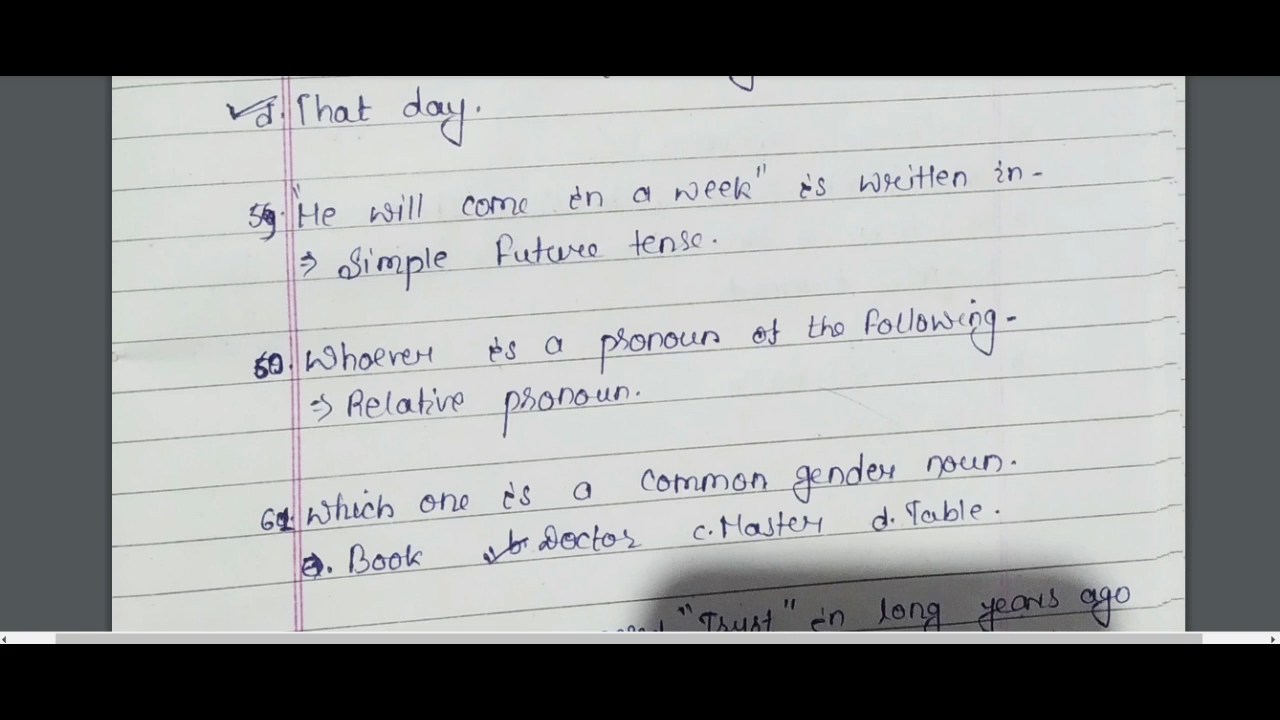 d. That day.
59. "He will come in a week" is written in-
⇒ Simple future tense.
60. Whoever is a pronoun of the following-
⇒ Relative pronoun.
61. Which one is a common gender noun.
a. Book b. Doctor c. Master d. Table.
"Trust" in long years ago